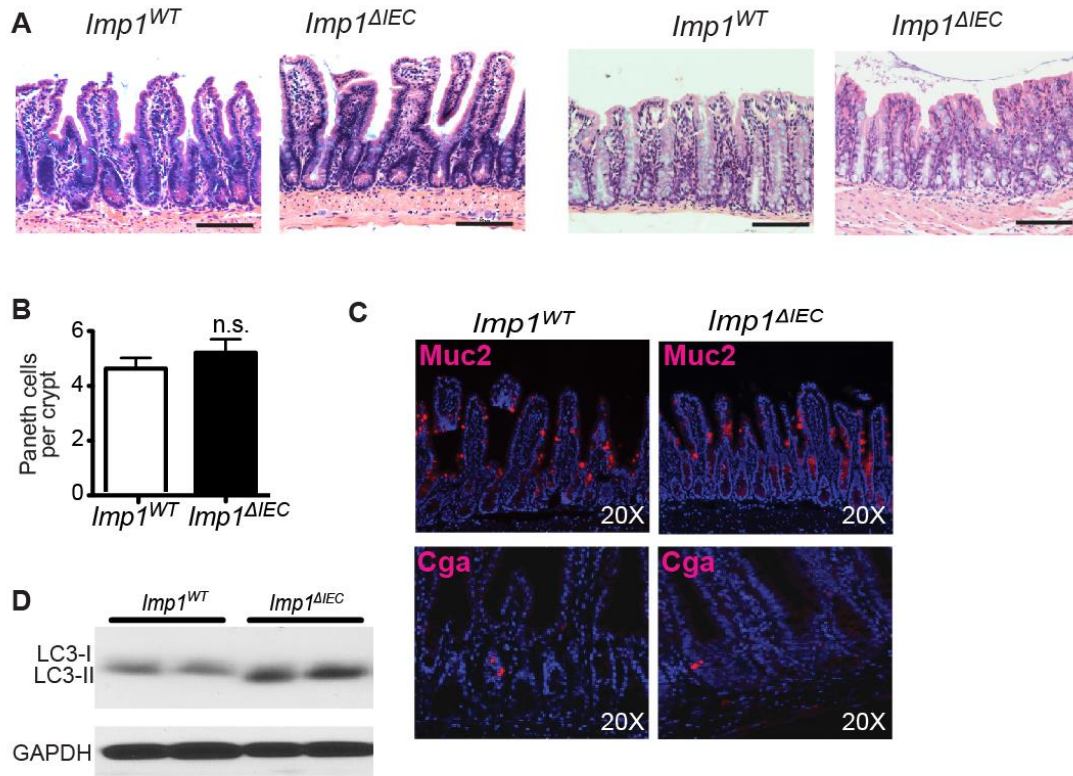 A
Imp1WT
Imp1ΔIEC
Imp1WT
Imp1ΔIEC
B
n.s.
6
4
2
0
Paneth cells
per crypt
Imp1WT
Imp1ΔIEC
C
Imp1WT
Imp1ΔIEC
Muc2
20X
20X
Cga
Cga
20X
20X
D
Imp1WT
Imp1ΔIEC
LC3-I
LC3-II
GAPDH